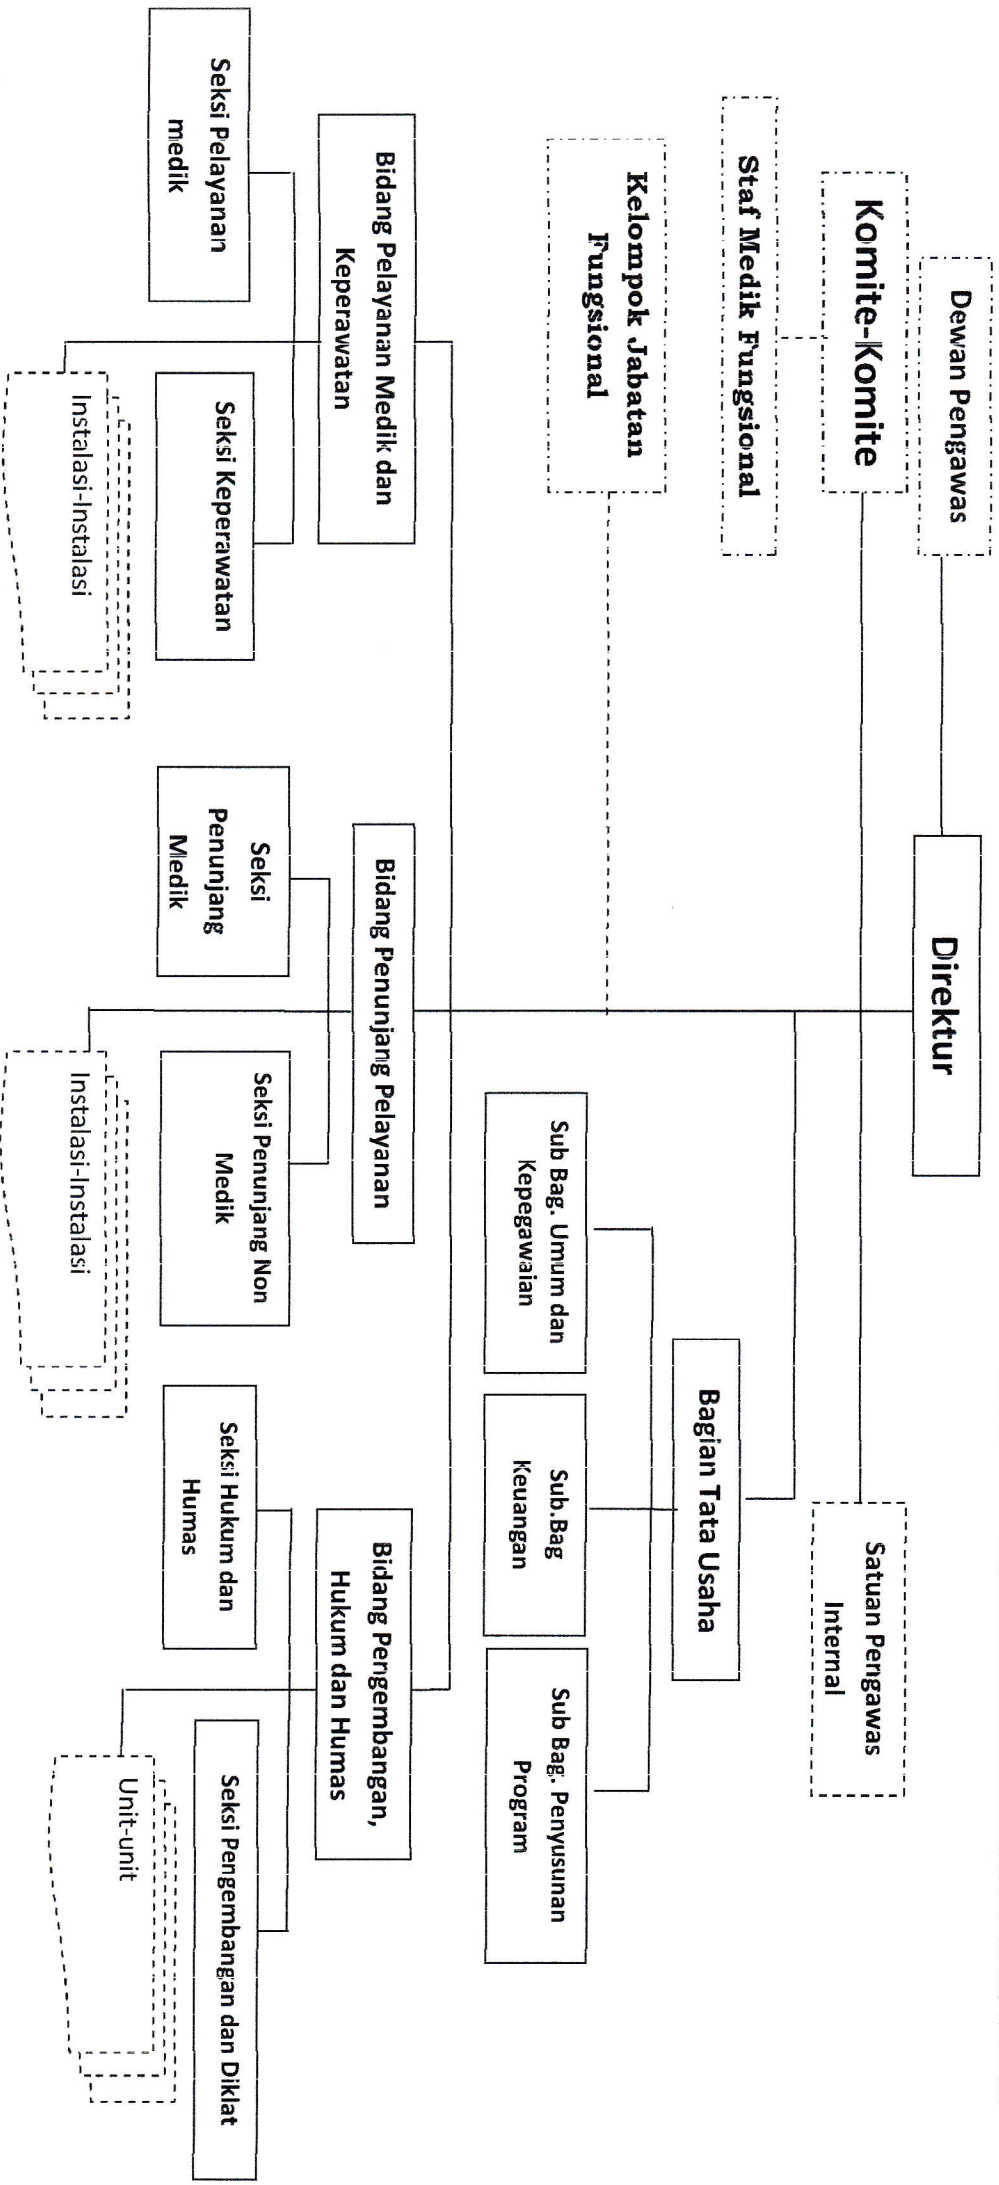 Dewan Pengawas
Direktur
Komite-Komite
Satuan Pengawas
Internal
Staf Medik Fungsional
Bagian Tata Usaha
Kelompok Jabatan
Fungsional
Sub Bag. Umum dan
Kepegawaian
Sub.Bag
Keuangan
Sub Bag. Penyusunan
Program
Bidang Pelayanan Medik dan
Keperawatan
Bidang Penunjang Pelayanan
Bidang Pengembangan,
Hukum dan Humas
Seksi Pelayanan
medik
Seksi Keperawatan
Seksi
Penunjang
Medik
Seksi Penunjang Non
Medik
Seksi Hukum dan
Humas
Seksi Pengembangan dan Diklat
Instalasi-Instalasi
Instalasi-Instalasi
Unit-unit